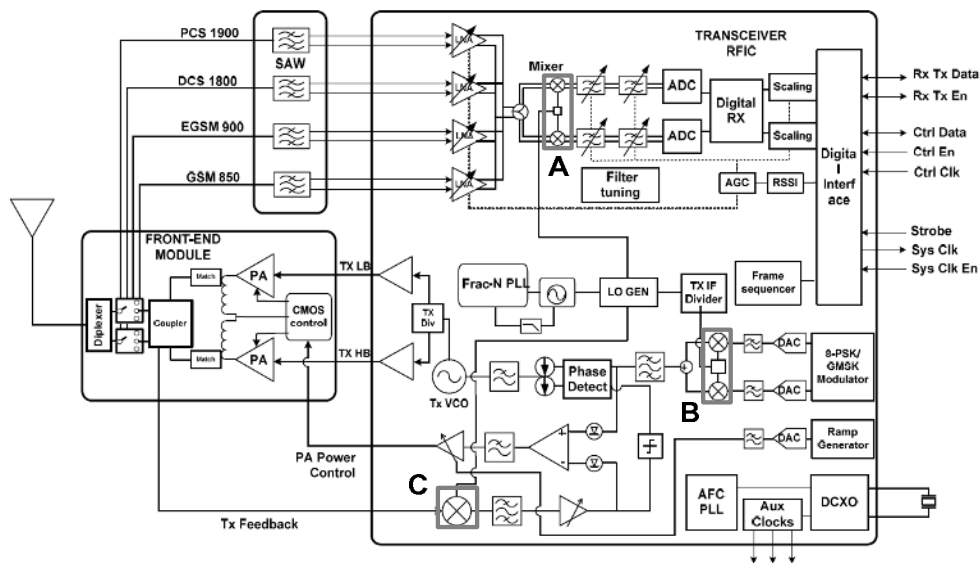 PCS 1900
SAW
DCS 1800
EGSM 900
GSM 850
TRANSCEIVER
RFIC
LNA
LNA
LNA
LNA
Mixer
A
ADC
ADC
Digital
RX
Scaling
Scaling
Filter
tuning
AGC
RSSI
Digita
l
Interf
ace
Rx Tx Data
Rx Tx En
Ctrl Data
Ctrl En
Ctrl Clk
Strobe
Sys Clk
Sys Clk En
Frame
sequencer
FRONT-END
MODULE
Diplexer
Match
Coupler
Match
PA
PA
CMOS
control
TX LB
TX HB
TX
Div
Tx VCO
Frac-N PLL
LO GEN
TX IF
Divider
Phase
Detect
B
DAC
DAC
8-PSK/
GMSK
Modulator
DAC
Ramp
Generator
+
-
PA Power
Control
C
Tx Feedback
AFC
PLL
Aux
Clocks
DCXO